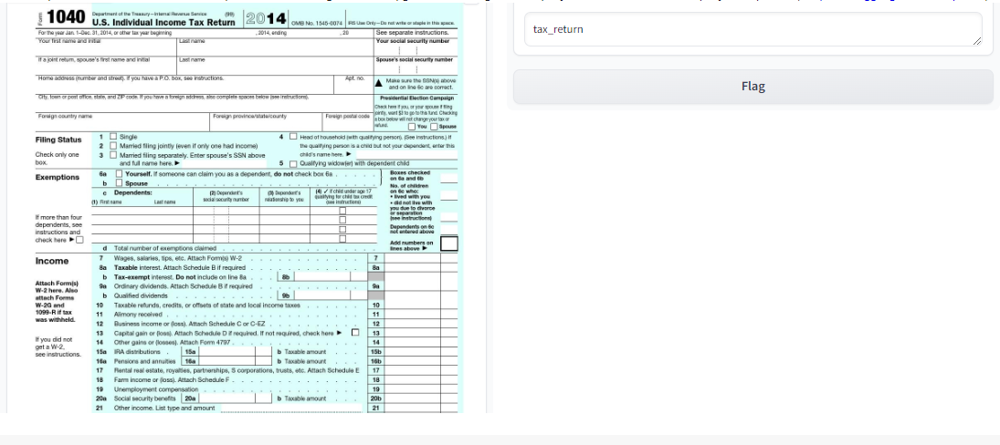 Form 1040 Department of the Treasury—Internal Revenue Service (99) U.S. Individual Income Tax Return 2014 OMB No. 1545-0074 IRS Use Only—Do not write or staple in this space.
For the year Jan. 1–Dec. 31, 2014, or other tax year beginning , 2014, ending , 20 See separate instructions.
Your first name and initial Last name Your social security number
If a joint return, spouse's first name and initial Last name Spouse's social security number
Home address (number and street). If you have a P.O. box, see instructions. Apt. no.
▲ Make sure the SSN(s) above
and on line 6c are correct.
City, town or post office, state, and ZIP code. If you have a foreign address, also complete spaces below (see instructions).
Foreign country name Foreign province/state/county Foreign postal code
Presidential Election Campaign
Check here if you, or your spouse if filing
jointly, want $3 to go to this fund. Checking
a box below will not change your tax or
refund. You Spouse
Filing Status
Check only one
box.
1 Single
2 Married filing jointly (even if only one had income)
3 Married filing separately. Enter spouse's SSN above
and full name here. ▶
4 Head of household (with qualifying person). (See instructions.) If
the qualifying person is a child but not your dependent, enter this
child's name here. ▶
5 Qualifying widow(er) with dependent child
Exemptions
6a Yourself. If someone can claim you as a dependent, do not check box 6a
b Spouse
c Dependents:
(1) First name Last name
(2) Dependent's
social security number
(3) Dependent's
relationship to you
(4) ✓ if child under age 17
qualifying for child tax credit
(see instructions)
If more than four
dependents, see
instructions and
check here ▶
d Total number of exemptions claimed
Boxes checked
on 6a and 6b
No. of children
on 6c who:
• lived with you
• did not live with
you due to divorce
or separation
(see instructions)
Dependents on 6c
not entered above
Add numbers on
lines above ▶
Income
Attach Form(s)
W-2 here. Also
attach Forms
W-2G and
1099-R if tax
was withheld.
If you did not
get a W-2,
see instructions.
7 Wages, salaries, tips, etc. Attach Form(s) W-2 7
8a Taxable interest. Attach Schedule B if required 8a
b Tax-exempt interest. Do not include on line 8a 8b
9a Ordinary dividends. Attach Schedule B if required 9a
b Qualified dividends 9b
10 Taxable refunds, credits, or offsets of state and local income taxes 10
11 Alimony received 11
12 Business income or (loss). Attach Schedule C or C-EZ 12
13 Capital gain or (loss). Attach Schedule D if required. If not required, check here ▶ 13
14 Other gains or (losses). Attach Form 4797 14
15a IRA distributions 15a b Taxable amount 15b
16a Pensions and annuities 16a b Taxable amount 16b
17 Rental real estate, royalties, partnerships, S corporations, trusts, etc. Attach Schedule E 17
18 Farm income or (loss). Attach Schedule F 18
19 Unemployment compensation 19
20a Social security benefits 20a b Taxable amount 20b
21 Other income. List type and amount 21
tax_return
Flag